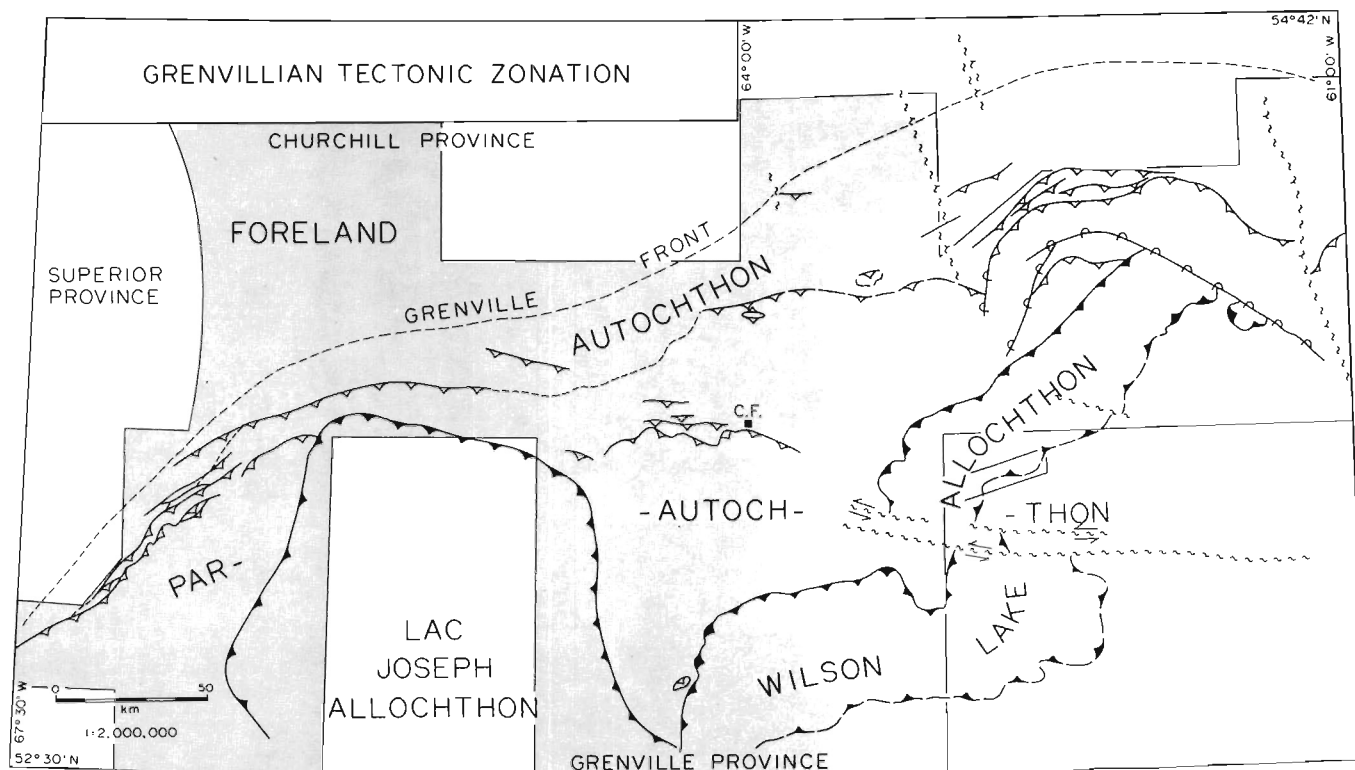 54°42'N
64°00'W
61°00'W
GRENVILLIAN TECTONIC ZONATION
CHURCHILL PROVINCE
FORELAND
SUPERIOR
PROVINCE
GRENVILLE FRONT
AUTOCHTHON
C.F.
ALLOCHTHON
-AUTOCH-
-THON
PAR-
LAC
JOSEPH
ALLOCHTHON
LAKE
WILSON
67°30'W
0 50
km
1:2,000,000
52°30'N
GRENVILLE PROVINCE